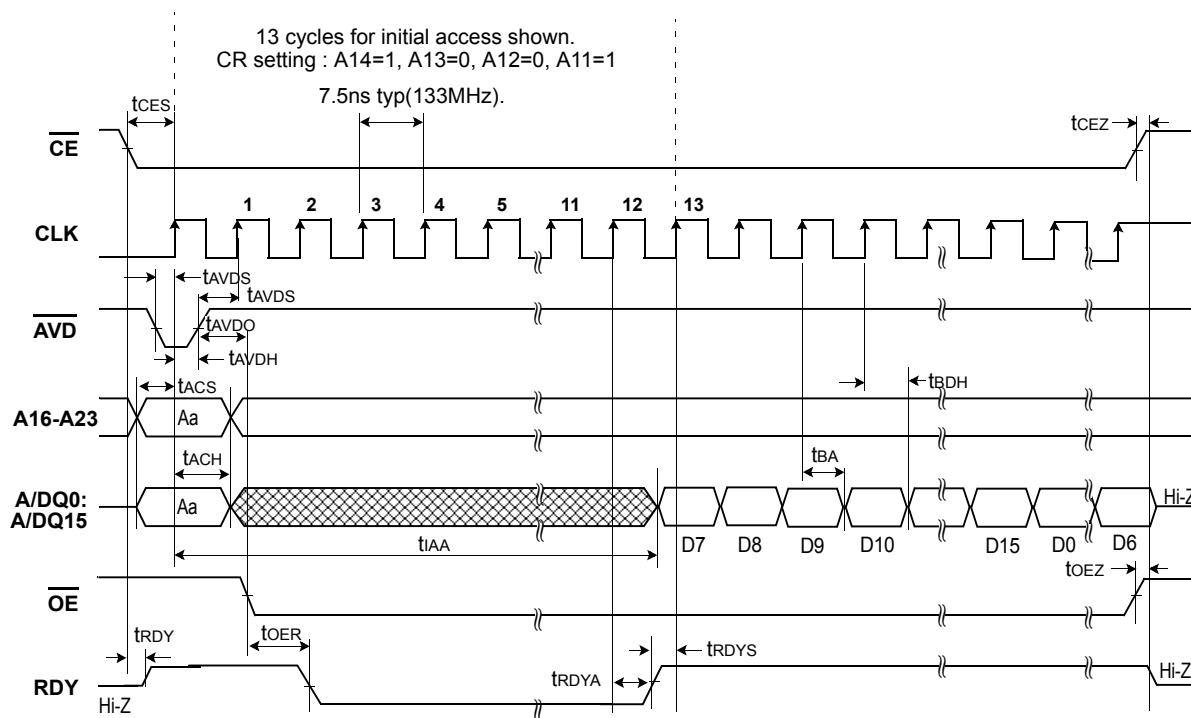 13 cycles for initial access shown.
CR setting : A14=1, A13=0, A12=0, A11=1
7.5ns typ(133MHz).
tCES
tCEZ
CE
1 2 3 4 5 11 12 13
CLK
tAVDS
tAVDS
AVD
tAVDO
tAVDH
tBDH
tACS
A16-A23
Aa
tACH
tBA
A/DQ0:
A/DQ15
Aa
Hi-Z
tIAA
D7 D8 D9 D10 D15 D0 D6
OE
tOEZ
tRDY
tOER
tRDYS
tRDYA
RDY
Hi-Z
Hi-Z